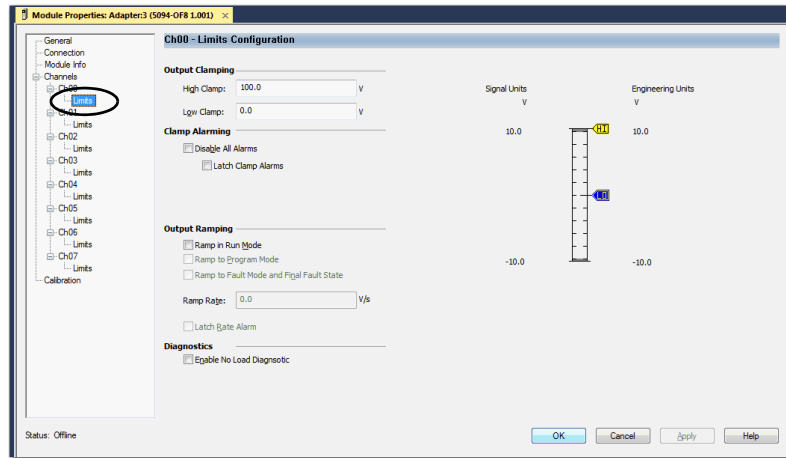 Module Properties: Adapter:3 (5094-OF8 1.001) ×
General
Connection
Module Info
Channels
Ch00
Limits
Ch01
Limits
Ch02
Limits
Ch03
Limits
Ch04
Limits
Ch05
Limits
Ch06
Limits
Ch07
Limits
Calibration
Ch00 - Limits Configuration
Output Clamping
High Clamp: 100.0 V
Low Clamp: 0.0 V
Clamp Alarming
Disable All Alarms
Latch Clamp Alarms
Output Ramping
Ramp in Run Mode
Ramp to Program Mode
Ramp to Fault Mode and Final Fault State
Ramp Rate: 0.0 V/s
Latch Rate Alarm
Diagnostics
Enable No Load Diagnsotic
Signal Units Engineering Units
V V
10.0 HI 10.0
LO
-10.0 -10.0
Status: Offline
OK Cancel Apply Help